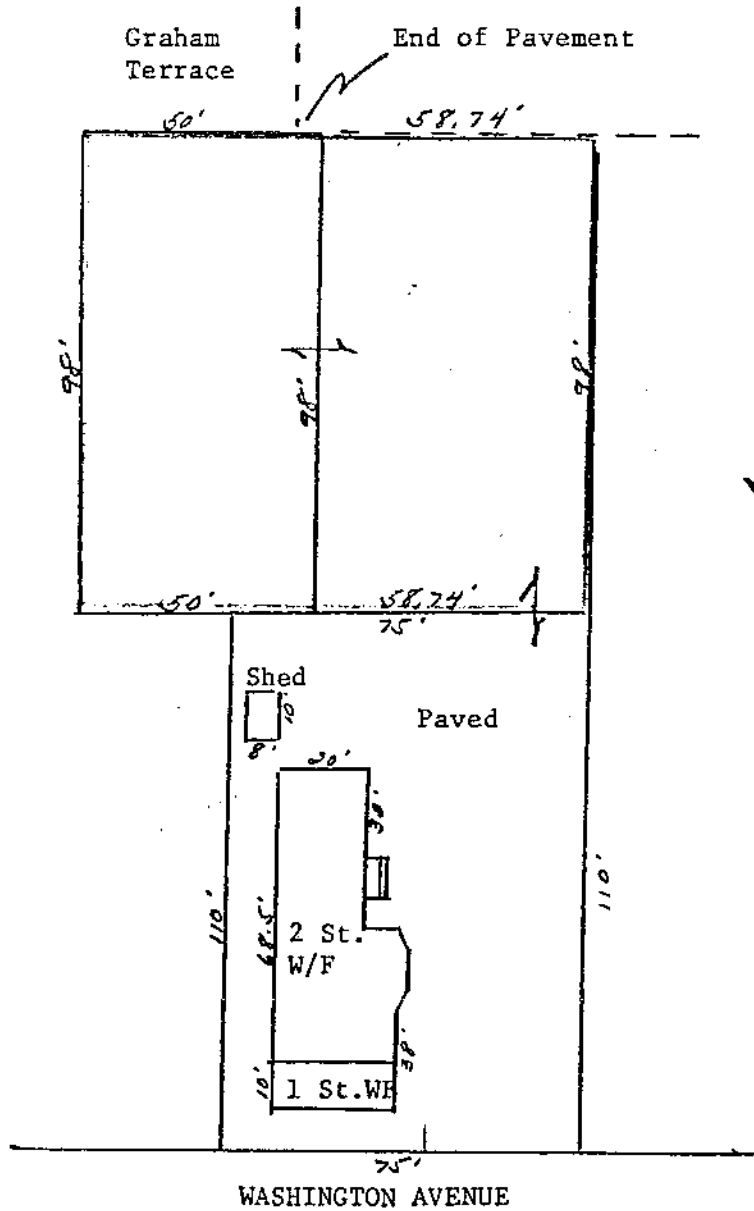 Graham
Terrace
End of Pavement
50'
58.74'
98'
98'
98'
50'
58.74'
75'
Shed
10'
8'
Paved
20'
30'
110'
68.5'
2 St.
W/F
110'
38'
10'
1 St.WF
75'
WASHINGTON AVENUE